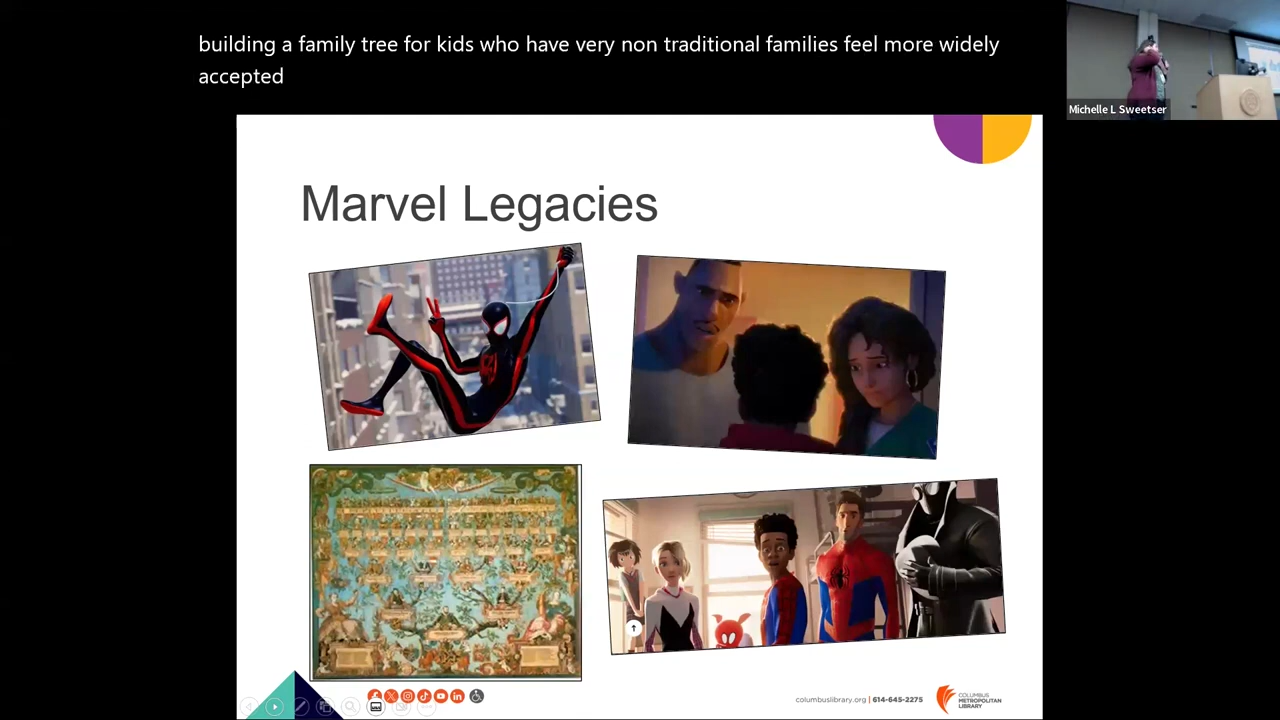 building a family tree for kids who have very non traditional families feel more widely
accepted
Michelle L Sweetser
Marvel Legacies
columbuslibrary.org | 614-645-2275
COLUMBUS
METROPOLITAN
LIBRARY